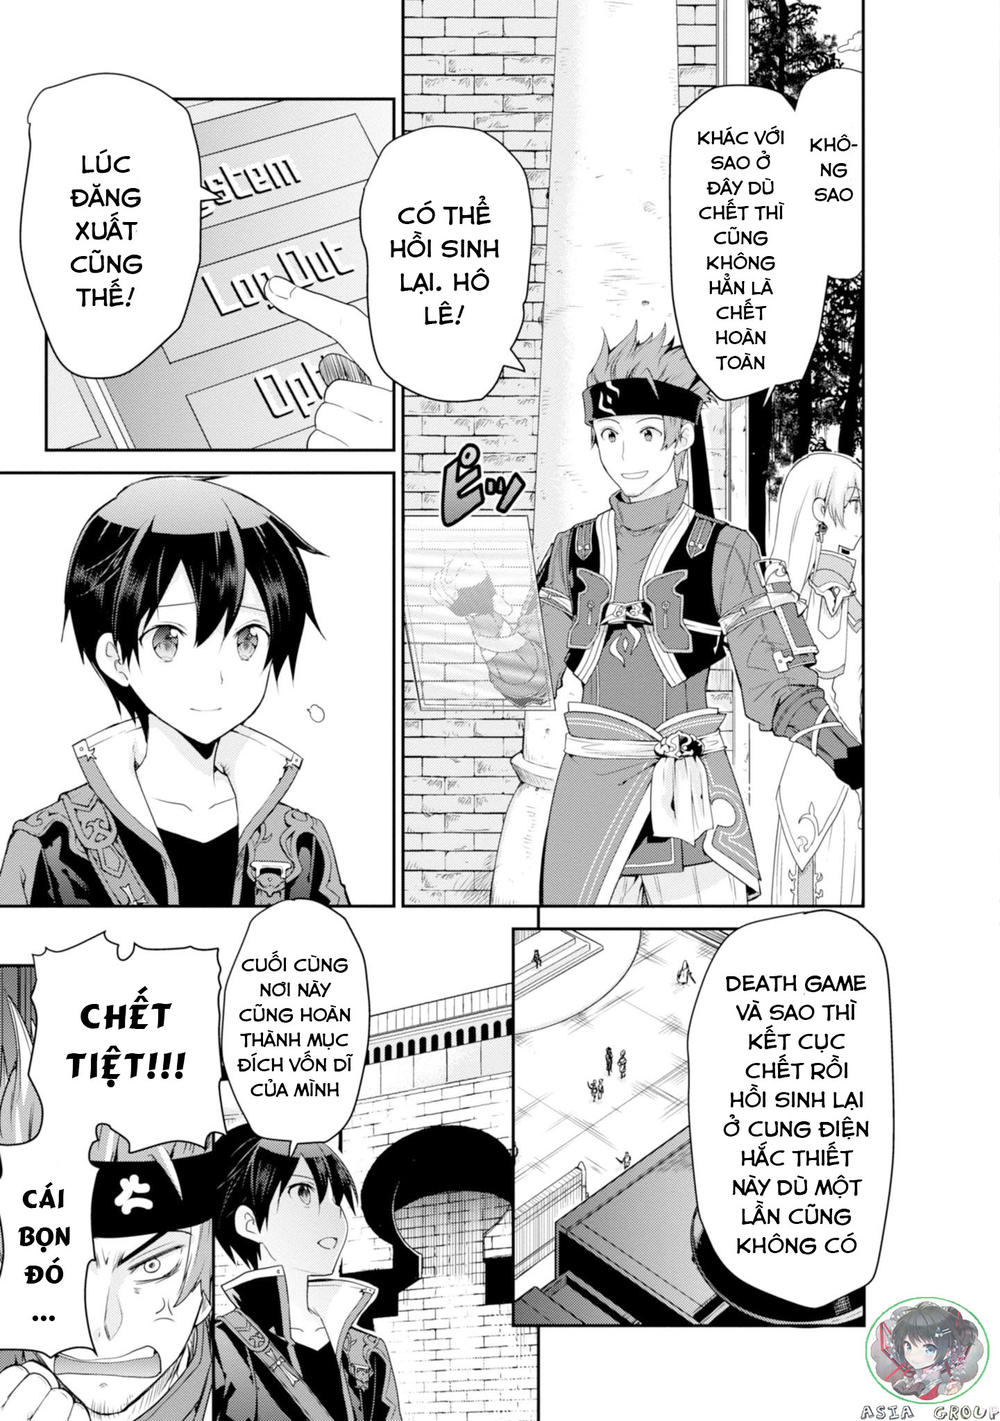 KHÔ-
NG
SAO
KHÁC VỚI
SAO Ở
ĐÂY DÙ
CHẾT THÌ
CŨNG
KHÔNG
HẲN LÀ
CHẾT
HOÀN
TOÀN
CÓ THỂ
HỒI SINH
LẠI. HÔ
LÊ!
ピッ
LÚC
ĐĂNG
XUẤT
CŨNG
THẾ!
Log Out
DEATH GAME
VÀ SAO THÌ
KẾT CỤC
CHẾT RỒI
HỒI SINH LẠI
Ở CUNG ĐIỆN
HẮC THIẾT
NÀY DÙ MỘT
LẦN CŨNG
KHÔNG CÓ
CUỐI CÙNG
NƠI NÀY
CŨNG HOÀN
THÀNH MỤC
ĐÍCH VỐN DĨ
CỦA MÌNH
CHẾT
TIỆT!!!
CÁI
BỌN
ĐÓ
...
ASIA GROUP